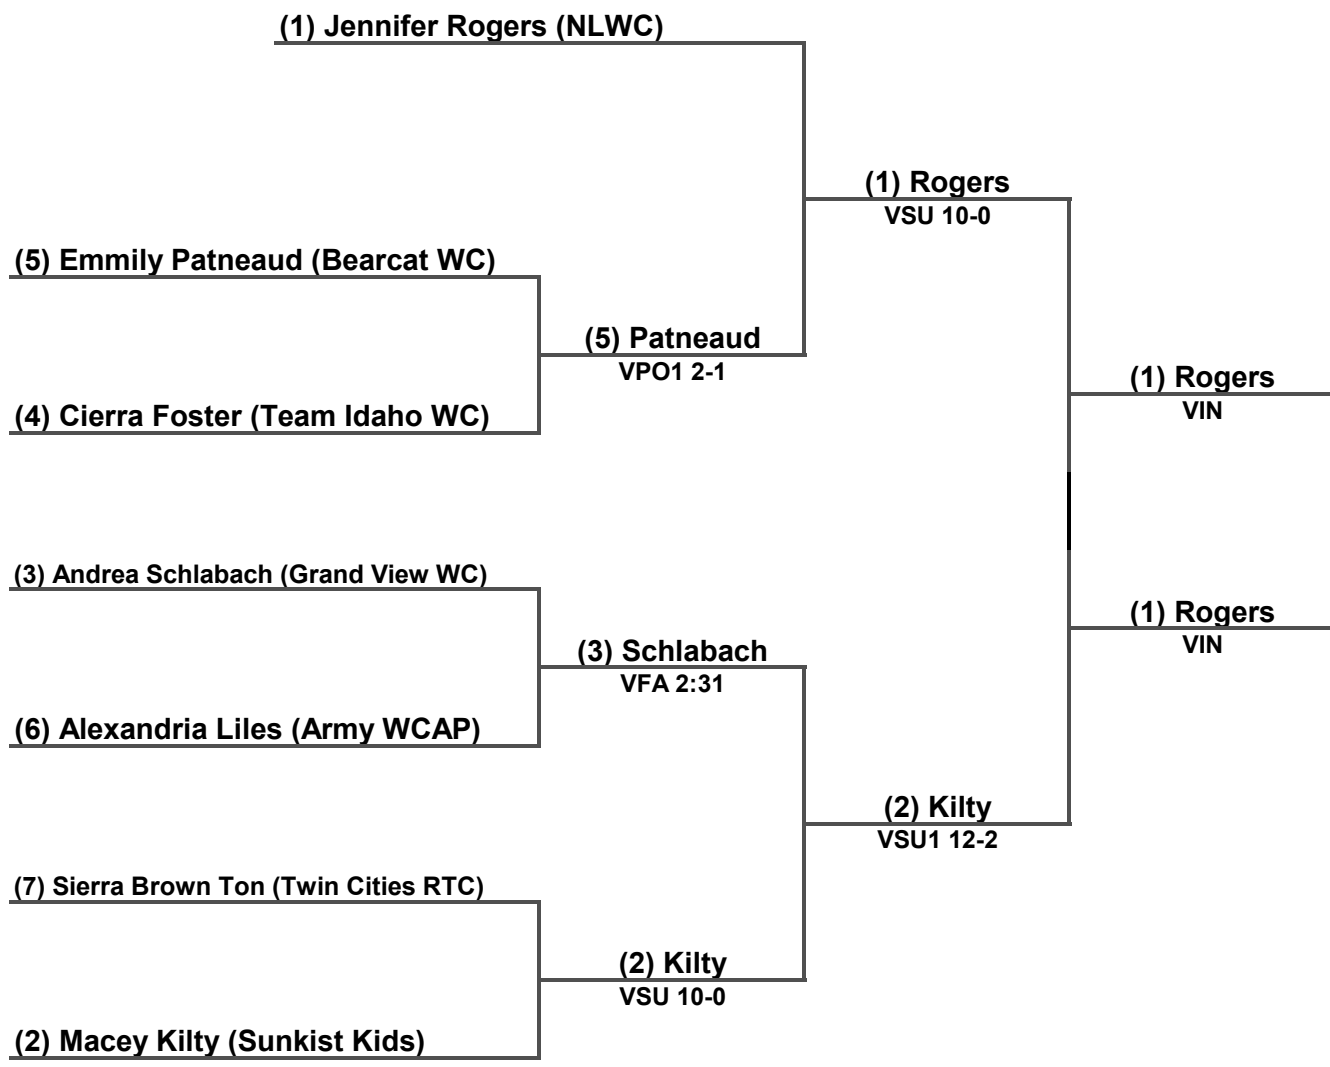 (1) Jennifer Rogers (NLWC)
(1) Rogers
VSU 10-0
(5) Emmily Patneaud (Bearcat WC)
(5) Patneaud
VPO1 2-1
(1) Rogers
VIN
(4) Cierra Foster (Team Idaho WC)
(3) Andrea Schlabach (Grand View WC)
(1) Rogers
VIN
(3) Schlabach
VFA 2:31
(6) Alexandria Liles (Army WCAP)
(2) Kilty
VSU1 12-2
(7) Sierra Brown Ton (Twin Cities RTC)
(2) Kilty
VSU 10-0
(2) Macey Kilty (Sunkist Kids)